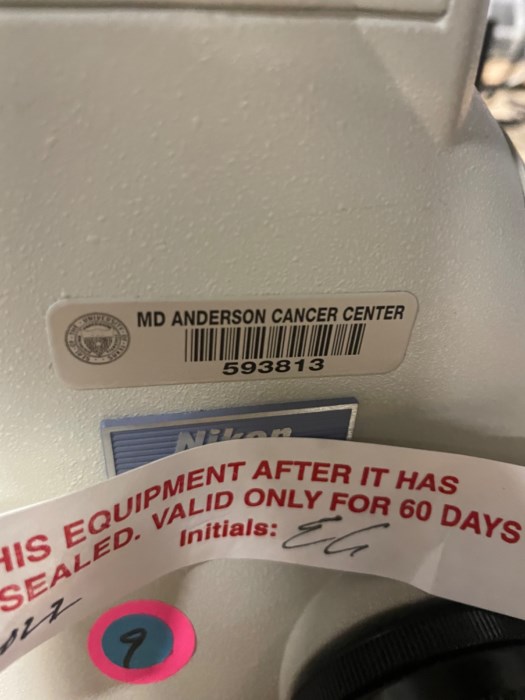 MD ANDERSON CANCER CENTER
593813
Nikon
HIS EQUIPMENT AFTER IT HAS
SEALED. VALID ONLY FOR 60 DAYS
Initials: EG
9